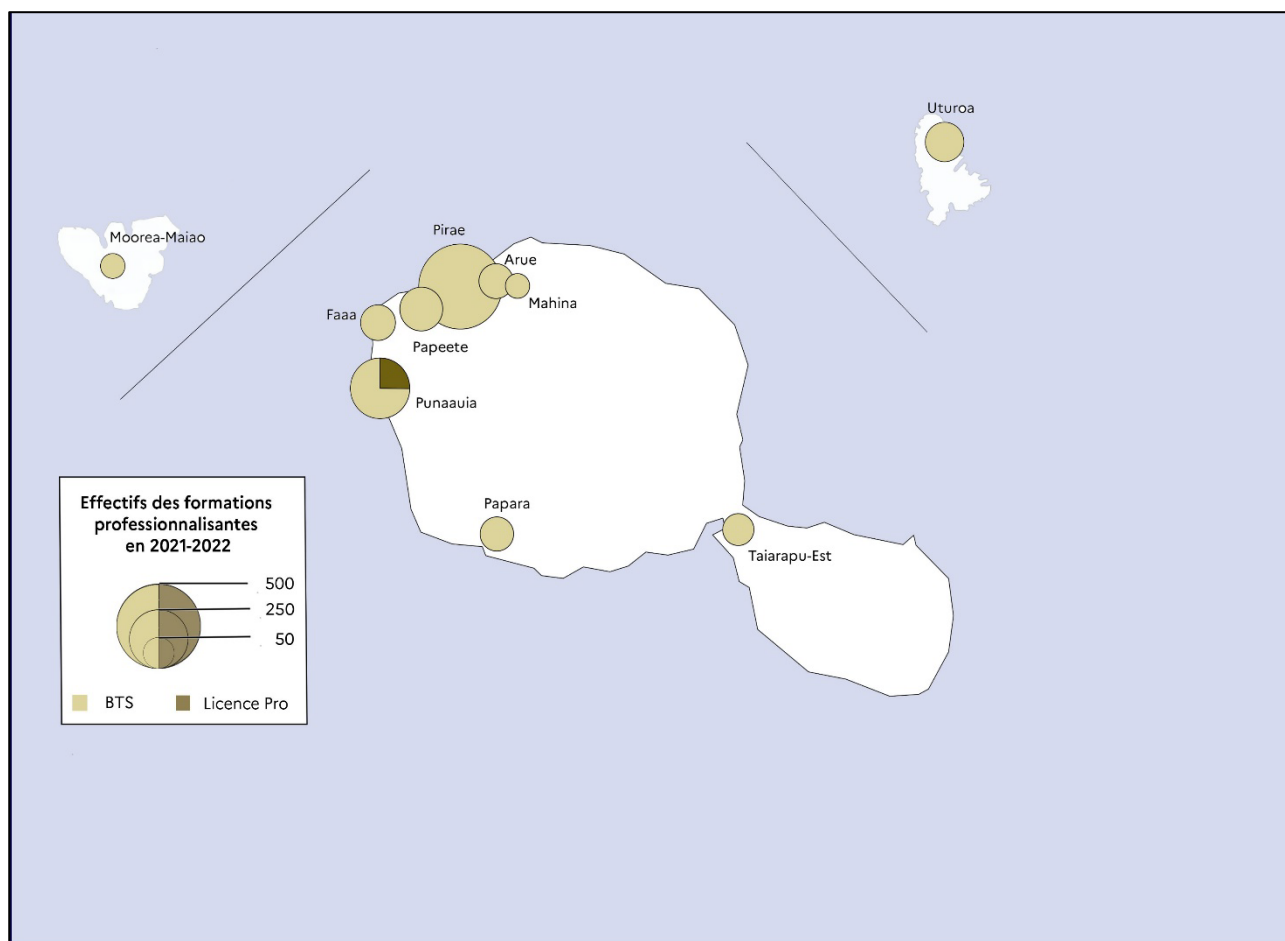 Uturoa
Moorea-Maiao
Pirae
Arue
Mahina
Faaa
Papeete
Punaauia
Papara
Taiarapu-Est
Effectifs des formations
professionnalisantes
en 2021-2022
500
250
50
BTS
Licence Pro